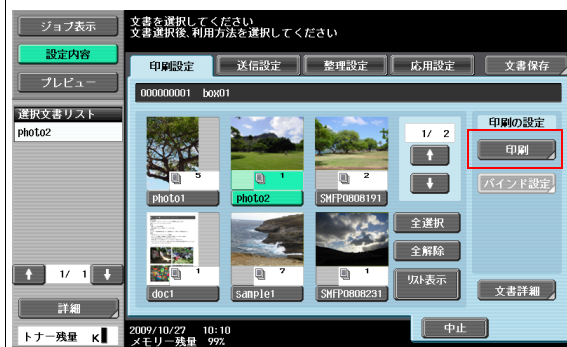 ジョブ表示
設定内容
プレビュー
選択文書リスト
photo2
1/ 1
詳細
トナー残量 K
文書を選択してください
文書選択後、利用方法を選択してください
印刷設定
送信設定
整理設定
応用設定
文書保存
000000001 box01
5
photo1
1
photo2
2
SMFP0808191
1
doc1
7
sample1
1
SMFP0808231
1/ 2
全選択
全解除
リスト表示
印刷の設定
印刷
バインド設定
文書詳細
2009/10/27 10:10
メモリー残量 99%
中止